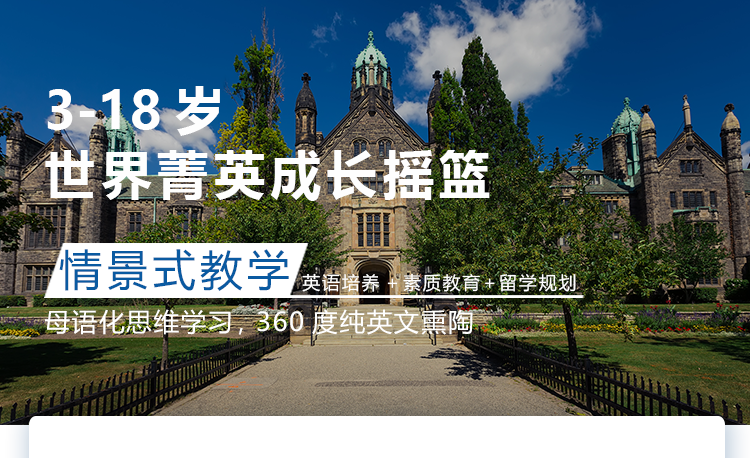 3-18 岁
世界菁英成长摇篮
情景式教学 英语培养 + 素质教育 + 留学规划
母语化思维学习, 360 度纯英文熏陶